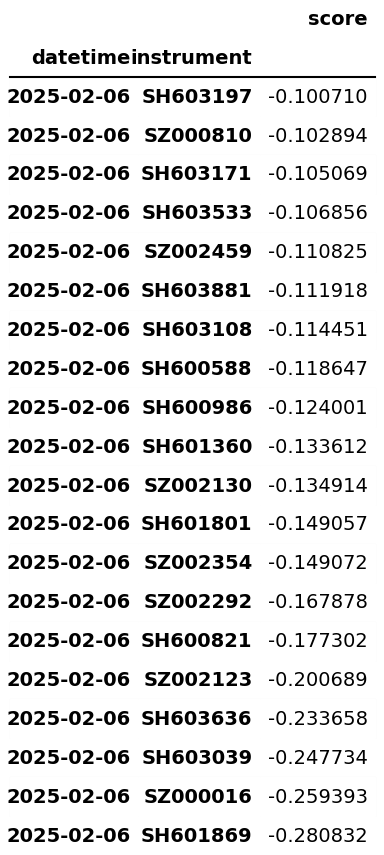 score
datetime instrument
2025-02-06 SH603197 -0.100710
2025-02-06 SZ000810 -0.102894
2025-02-06 SH603171 -0.105069
2025-02-06 SH603533 -0.106856
2025-02-06 SZ002459 -0.110825
2025-02-06 SH603881 -0.111918
2025-02-06 SH603108 -0.114451
2025-02-06 SH600588 -0.118647
2025-02-06 SH600986 -0.124001
2025-02-06 SH601360 -0.133612
2025-02-06 SZ002130 -0.134914
2025-02-06 SH601801 -0.149057
2025-02-06 SZ002354 -0.149072
2025-02-06 SZ002292 -0.167878
2025-02-06 SH600821 -0.177302
2025-02-06 SZ002123 -0.200689
2025-02-06 SH603636 -0.233658
2025-02-06 SH603039 -0.247734
2025-02-06 SZ000016 -0.259393
2025-02-06 SH601869 -0.280832